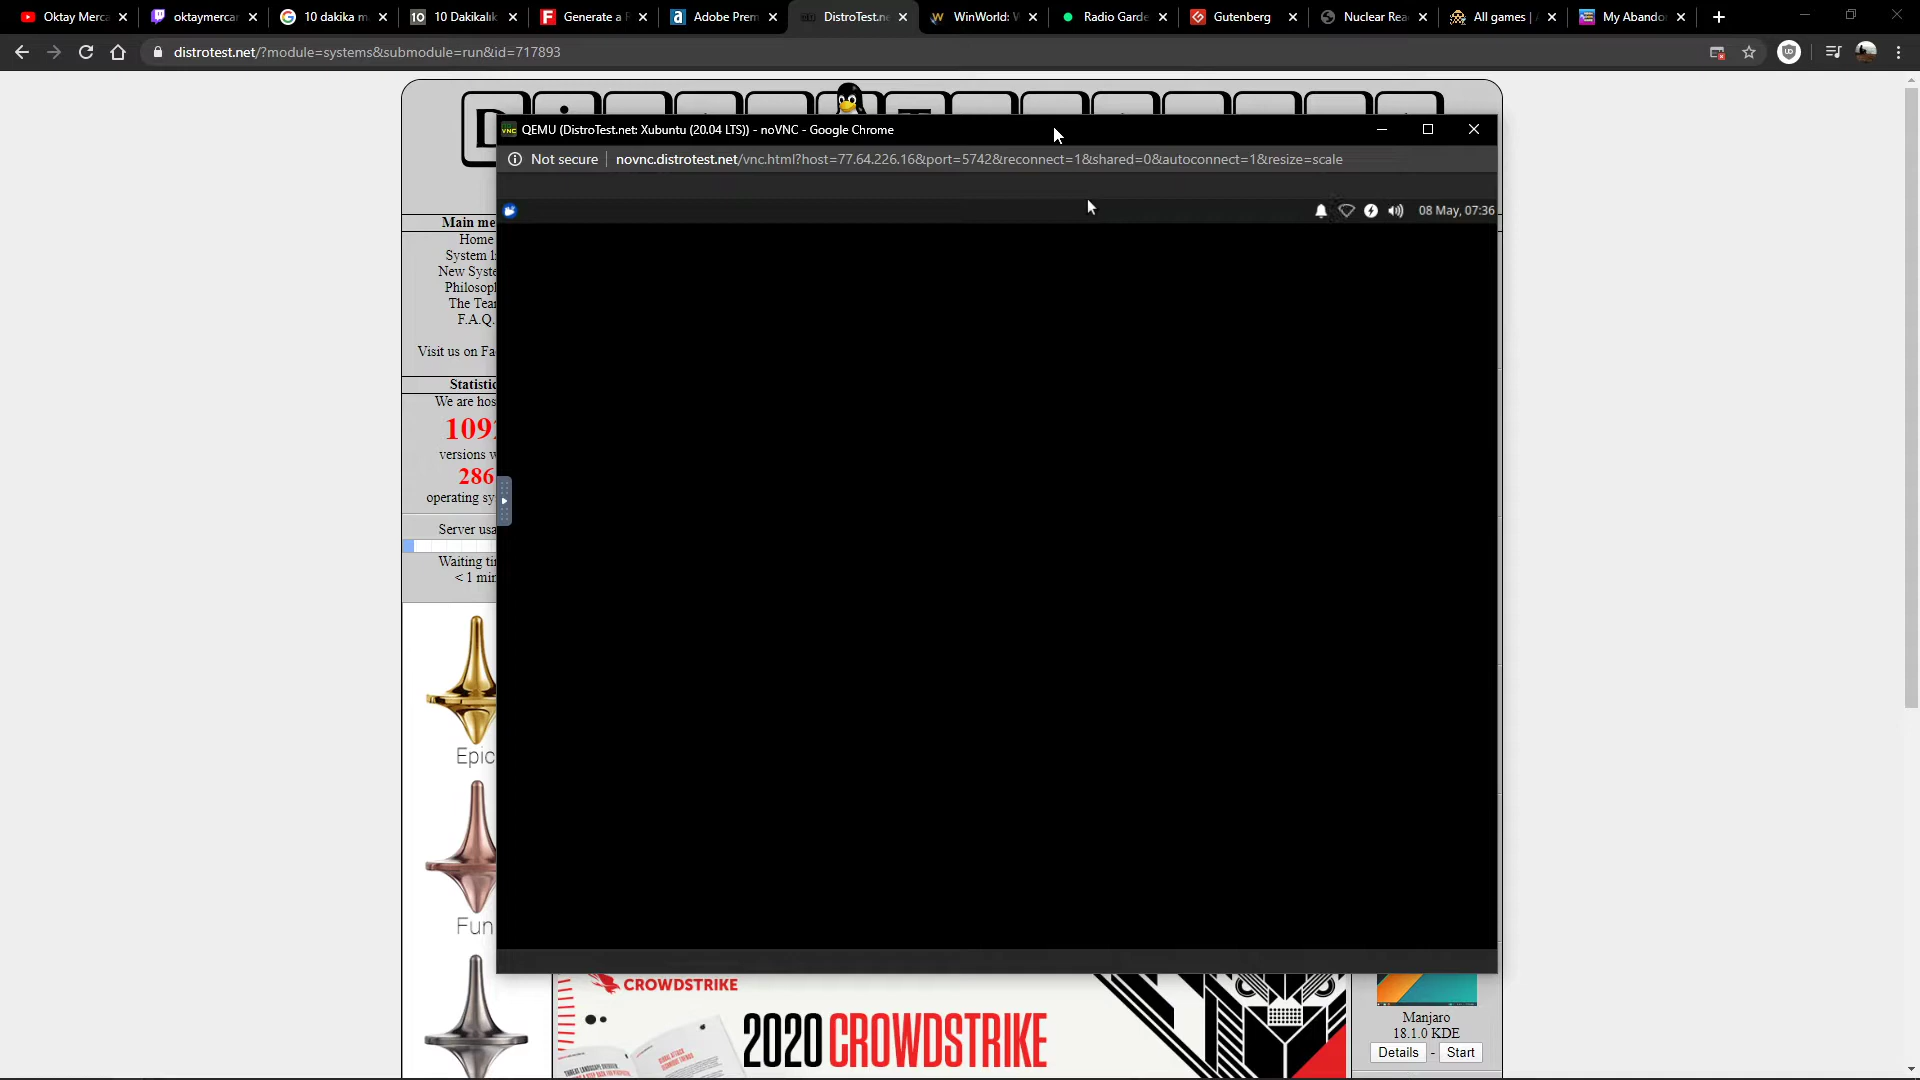 Oktay Merca
oktaymercar
10 dakika m
10 Dakikalık
Generate a F
Adobe Prem
DistroTest.ne
WinWorld: W
Radio Garde
Gutenberg
Nuclear Rea
All games |
My Abando
distrotest.net/?module=systems&submodule=run&id=717893
QEMU (DistroTest.net: Xubuntu (20.04 LTS)) - noVNC - Google Chrome
Not secure
novnc.distrotest.net/vnc.html?host=77.64.226.16&port=5742&reconnect=1&shared=0&autoconnect=1&resize=scale
08 May, 07:36
Main me
Home
System li
New Syste
Philosoph
The Tea
F.A.Q.
Visit us on Fa
Statistic
We are hos
109
versions w
286
operating sy
Server usa
Waiting ti
< 1 min
Epic
Fun
CROWDSTRIKE
2020 CROWDSTRIKE
Manjaro
18.1.0 KDE
Details - Start